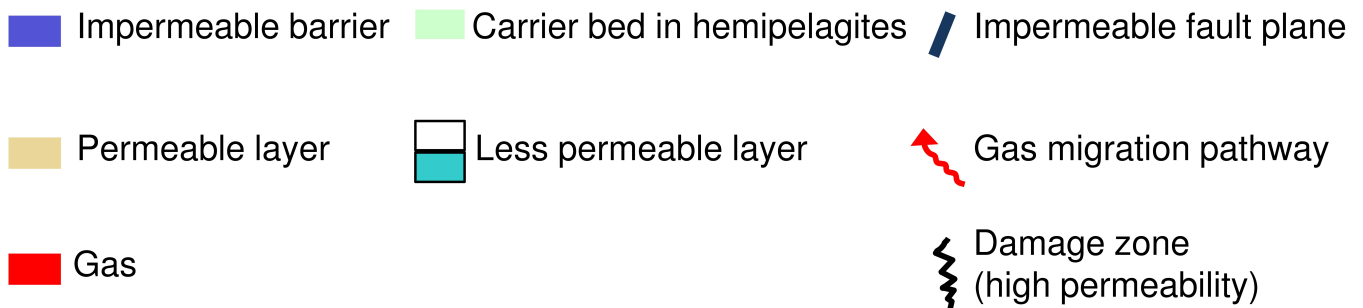 Impermeable barrier
Carrier bed in hemipelagites
Impermeable fault plane
Permeable layer
Less permeable layer
Gas migration pathway
Gas
Damage zone
(high permeability)